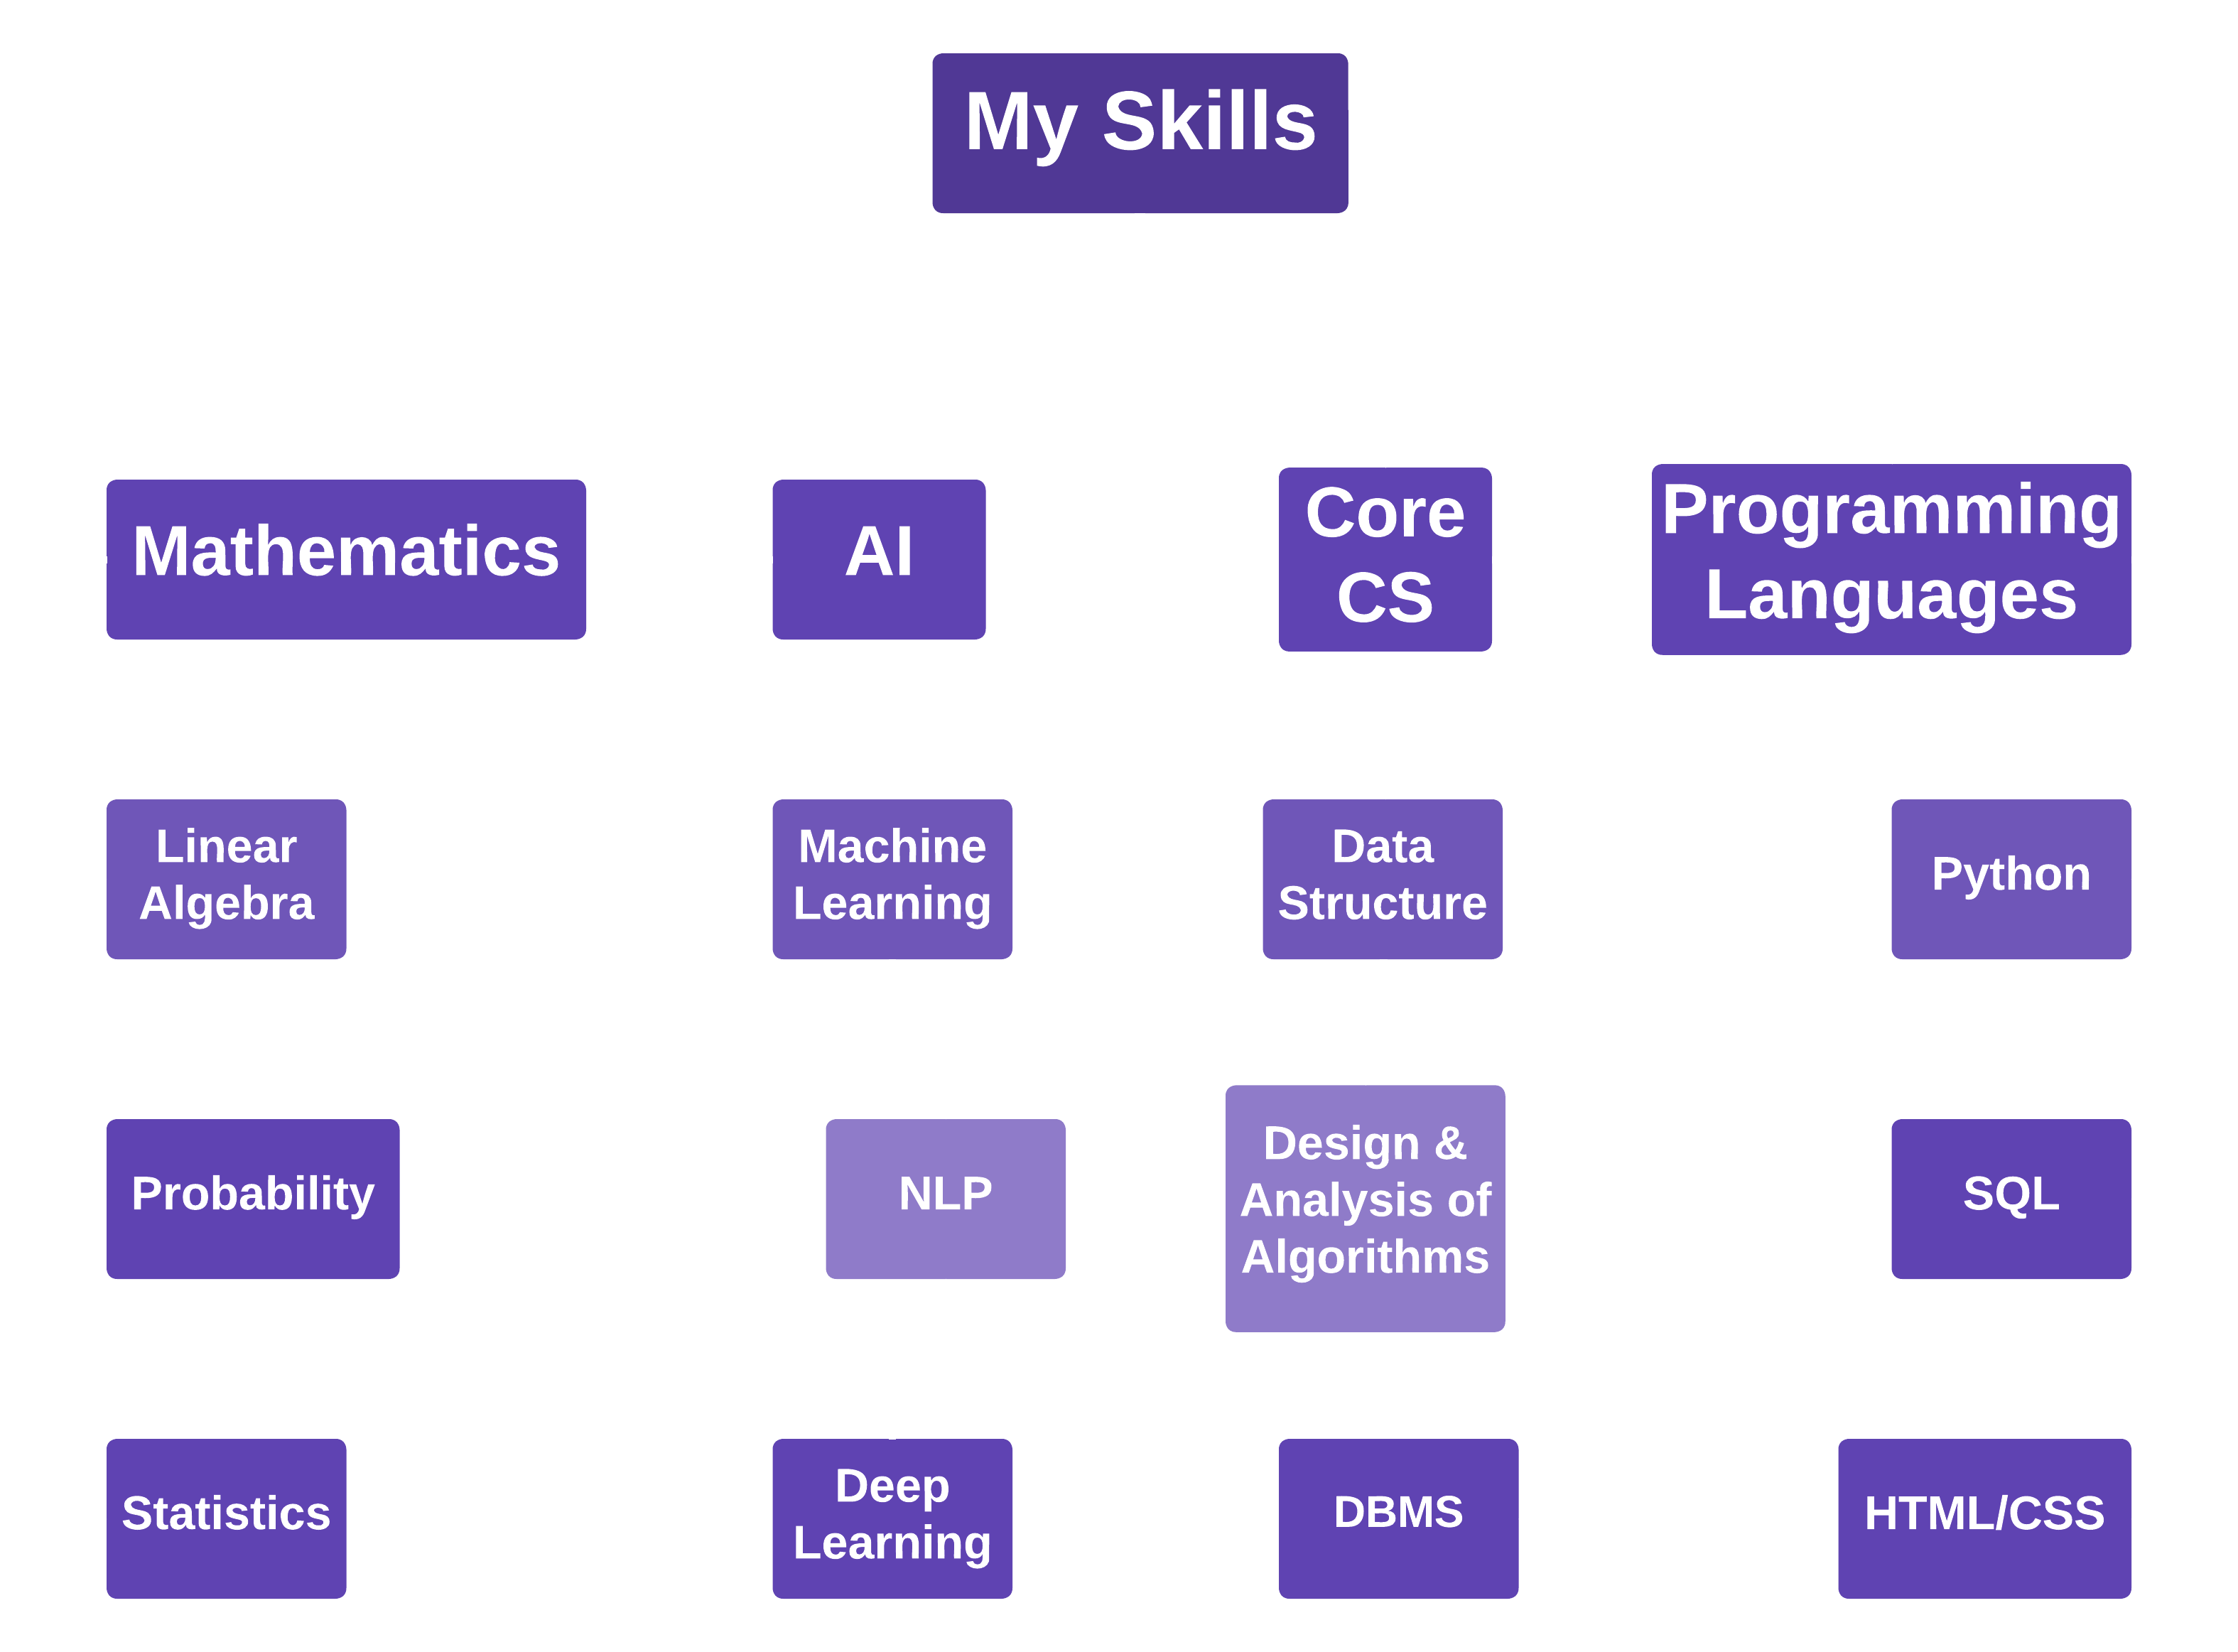 My Skills
Mathematics
AI
Core
CS
Programming
Languages
Linear
Algebra
Machine
Learning
Data
Structure
Python
Probability
NLP
Design &
Analysis of
Algorithms
SQL
Statistics
Deep
Learning
DBMS
HTML/CSS